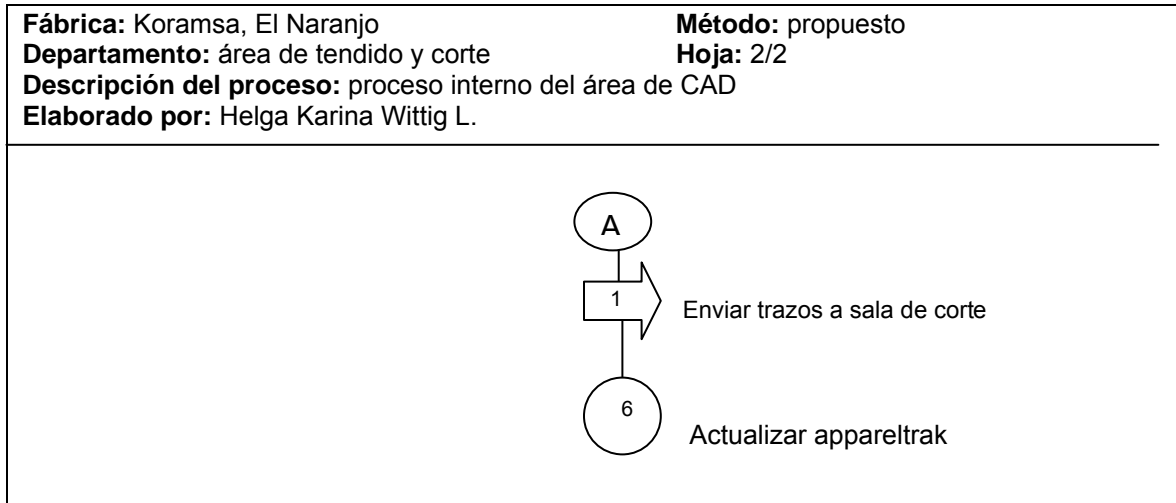 Fábrica: Koramsa, El Naranjo Método: propuesto
Departamento: área de tendido y corte Hoja: 2/2
Descripción del proceso: proceso interno del área de CAD
Elaborado por: Helga Karina Wittig L.
A
1
Enviar trazos a sala de corte
6
Actualizar appareltrak